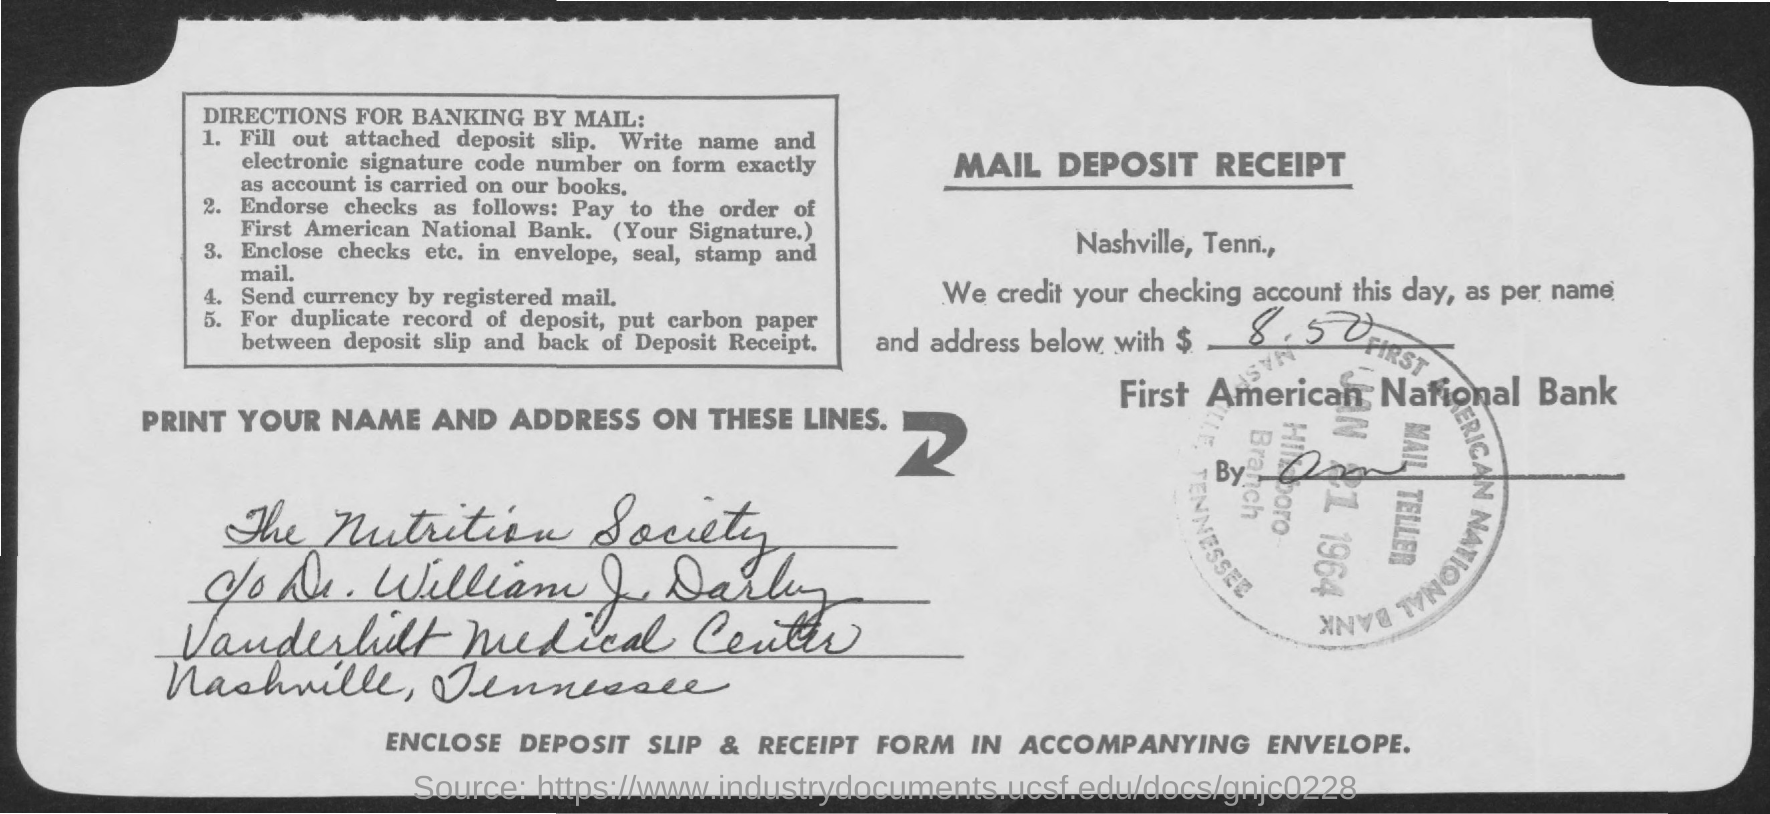 DIRECTIONS FOR BANKING BY MAIL:
1. Fill out attached deposit slip. Write name and
electronic signature code number on form exactly
as account is carried on our books.
2. Endorse checks as follows: Pay to the order of
First American National Bank. (Your Signature.)
3. Enclose checks etc. in envelope, seal, stamp and
mail.
4. Send currency by registered mail.
5. For duplicate record of deposit, put carbon paper
between deposit slip and back of Deposit Receipt.
MAIL DEPOSIT RECEIPT
Nashville, Tenn.,
We credit your checking account this day, as per name
and address below with $ 8.50
First American National Bank
By
FIRST AMERICAN NATIONAL BANK
NASHVILLE, TENNESSEE
MAIL TELLER
JAN 21 1964
Hillsboro
Branch
PRINT YOUR NAME AND ADDRESS ON THESE LINES.
The Nutrition Society
c/o Dr. William J. Darby
Vanderbilt Medical Center
Nashville, Tennessee
ENCLOSE DEPOSIT SLIP & RECEIPT FORM IN ACCOMPANYING ENVELOPE.
Source: https://www.industrydocuments.ucsf.edu/docs/gnjc0228